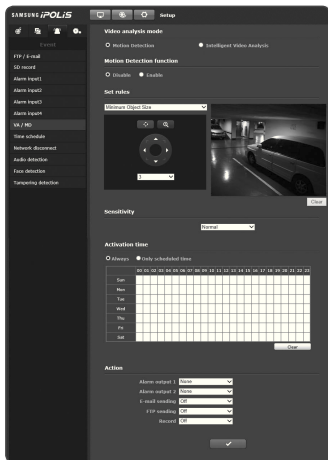 SAMSUNG iPOLiS
Setup
Event
FTP / E-mail
SD record
Alarm input1
Alarm input2
Alarm input3
Alarm input4
VA / MD
Time schedule
Network disconnect
Audio detection
Face detection
Tampering detection
Video analysis mode
Motion Detection
Intelligent Video Analysis
Motion Detection function
Disable
Enable
Set rules
Minimum Object Size
1
Clear
Sensitivity
Normal
Activation time
Always
Only scheduled time
00 01 02 03 04 05 06 07 08 09 10 11 12 13 14 15 16 17 18 19 20 21 22 23
Sun
Mon
Tue
Wed
Thu
Fri
Sat
Clear
Action
Alarm output 1 None
Alarm output 2 None
E-mail sending Off
FTP sending Off
Record Off